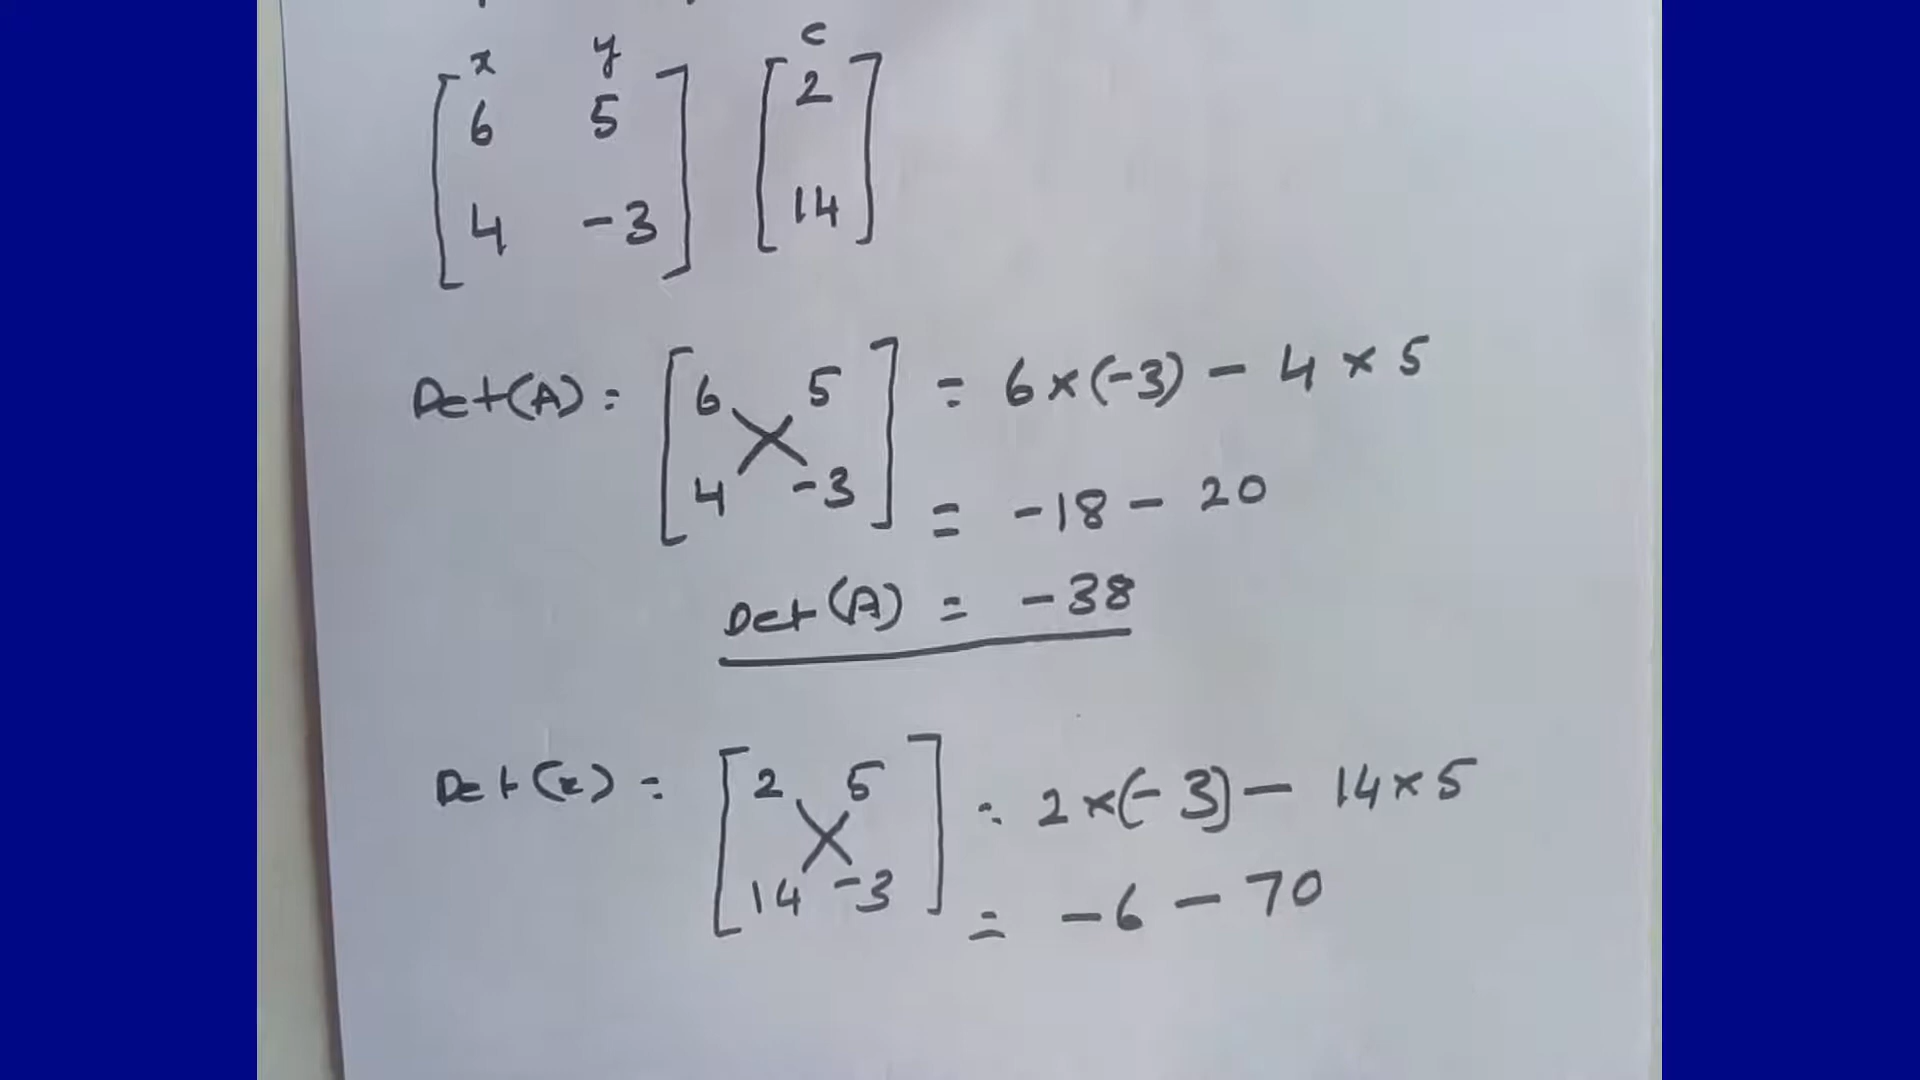 x y c
[6 5] [2]
[4 -3] [14]
Det(A) = [6 5] = 6×(-3) - 4×5
[4 -3] = -18 - 20
Det(A) = -38
Det(x) = [2 5] = 2×(-3) - 14×5
[14 -3] = -6 - 70